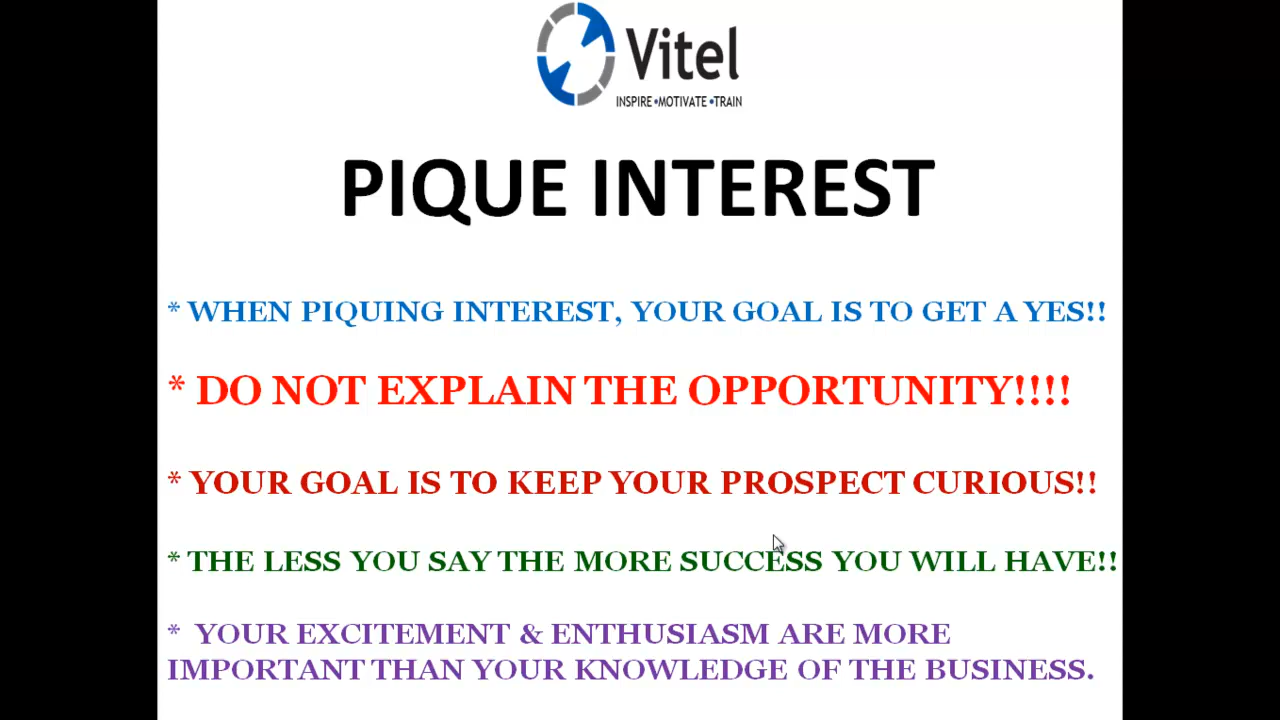 Vitel
INSPIRE •MOTIVATE •TRAIN
PIQUE INTEREST
* WHEN PIQUING INTEREST, YOUR GOAL IS TO GET A YES!!
* DO NOT EXPLAIN THE OPPORTUNITY!!!!
* YOUR GOAL IS TO KEEP YOUR PROSPECT CURIOUS!!
* THE LESS YOU SAY THE MORE SUCCESS YOU WILL HAVE!!
* YOUR EXCITEMENT & ENTHUSIASM ARE MORE
IMPORTANT THAN YOUR KNOWLEDGE OF THE BUSINESS.